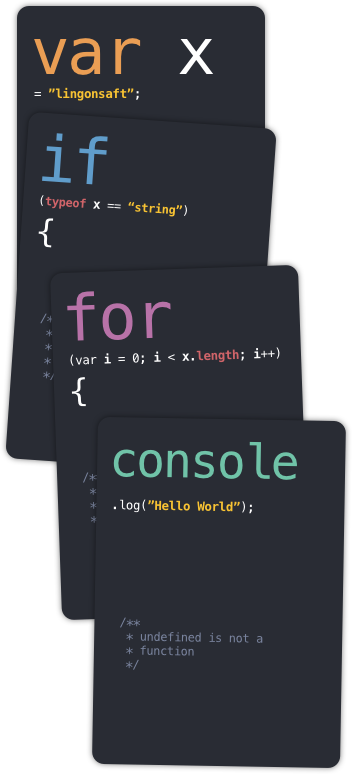 var x
= ”lingonsaft”;
if
(typeof x == “string”)
{
/**
*
*
*
*/
for
(var i = 0; i < x.length; i++)
{
/**
*
*
*
console
.log(”Hello World”);
/**
* undefined is not a
* function
*/